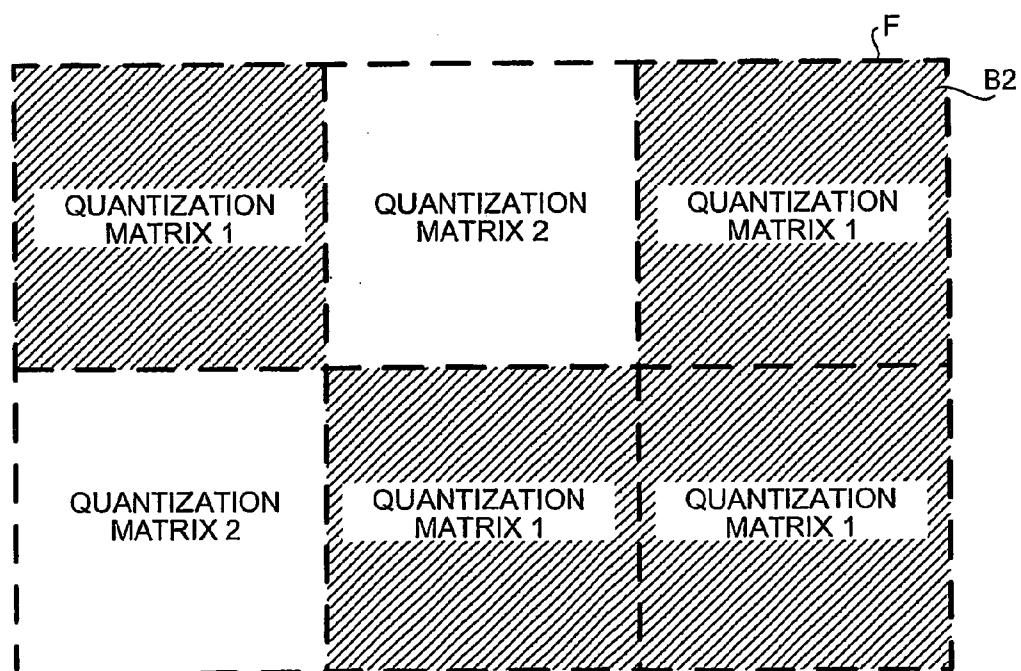 F
B2
QUANTIZATION
MATRIX 1
QUANTIZATION
MATRIX 2
QUANTIZATION
MATRIX 1
QUANTIZATION
MATRIX 2
QUANTIZATION
MATRIX 1
QUANTIZATION
MATRIX 1